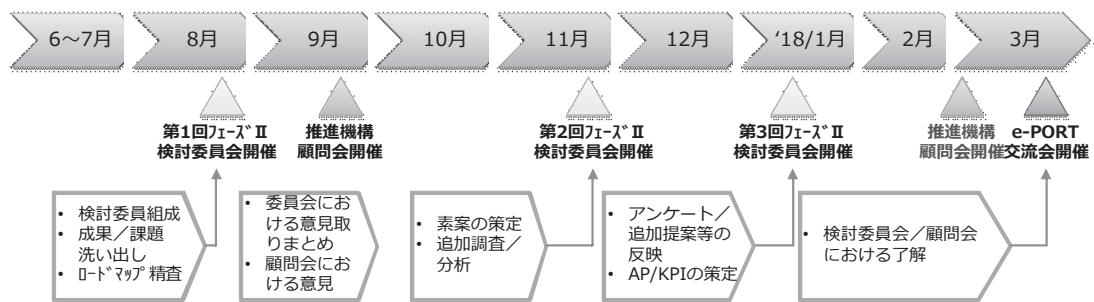 6～7月
8月
9月
10月
11月
12月
‘18/1月
2月
3月
第1回ﾌｪｰｽﾞⅡ
検討委員会開催
推進機構
顧問会開催
第2回ﾌｪｰｽﾞⅡ
検討委員会開催
第3回ﾌｪｰｽﾞⅡ
検討委員会開催
推進機構
顧問会開催
e-PORT
交流会開催
• 検討委員組成
• 成果／課題
洗い出し
• ﾛｰﾄﾞﾏｯﾌﾟ精査
• 委員会にお
ける意見取
りまとめ
• 顧問会にお
ける意見
• 素案の策定
• 追加調査／
分析
• アンケート／
追加提案等の
反映
• AP/KPIの策定
• 検討委員会／顧問会
における了解